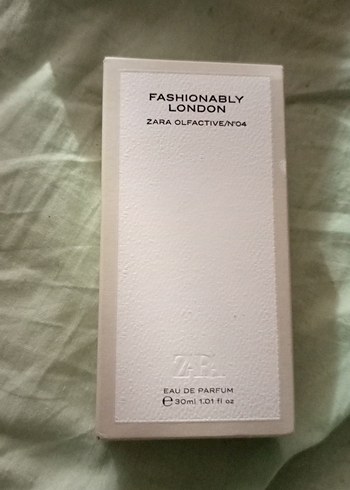 FASHIONABLY
LONDON
ZARA OLFACTIVE/Nº04
ZARA
EAU DE PARFUM
℮30ml 1.01 fl oz